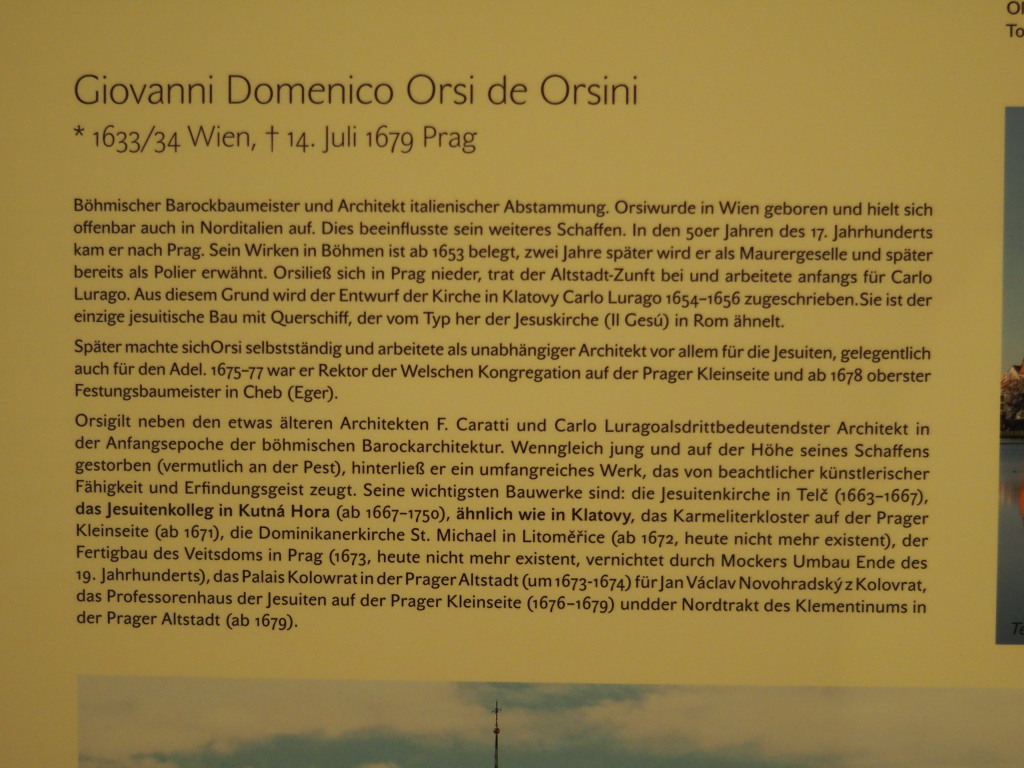 Giovanni Domenico Orsi de Orsini
* 1633/34 Wien, † 14. Juli 1679 Prag
Böhmischer Barockbaumeister und Architekt italienischer Abstammung. Orsiwurde in Wien geboren und hielt sich
offenbar auch in Norditalien auf. Dies beeinflusste sein weiteres Schaffen. In den 50er Jahren des 17. Jahrhunderts
kam er nach Prag. Sein Wirken in Böhmen ist ab 1653 belegt, zwei Jahre später wird er als Maurergeselle und später
bereits als Polier erwähnt. Orsiließ sich in Prag nieder, trat der Altstadt-Zunft bei und arbeitete anfangs für Carlo
Lurago. Aus diesem Grund wird der Entwurf der Kirche in Klatovy Carlo Lurago 1654–1656 zugeschrieben.Sie ist der
einzige jesuitische Bau mit Querschiff, der vom Typ her der Jesuskirche (Il Gesú) in Rom ähnelt.
Später machte sichOrsi selbstständig und arbeitete als unabhängiger Architekt vor allem für die Jesuiten, gelegentlich
auch für den Adel. 1675–77 war er Rektor der Welschen Kongregation auf der Prager Kleinseite und ab 1678 oberster
Festungsbaumeister in Cheb (Eger).
Orsigilt neben den etwas älteren Architekten F. Caratti und Carlo Luragoalsdrittbedeutendster Architekt in
der Anfangsepoche der böhmischen Barockarchitektur. Wenngleich jung und auf der Höhe seines Schaffens
gestorben (vermutlich an der Pest), hinterließ er ein umfangreiches Werk, das von beachtlicher künstlerischer
Fähigkeit und Erfindungsgeist zeugt. Seine wichtigsten Bauwerke sind: die Jesuitenkirche in Telč (1663–1667),
das Jesuitenkolleg in Kutná Hora (ab 1667–1750), ähnlich wie in Klatovy, das Karmeliterkloster auf der Prager
Kleinseite (ab 1671), die Dominikanerkirche St. Michael in Litoměřice (ab 1672, heute nicht mehr existent), der
Fertigbau des Veitsdoms in Prag (1673, heute nicht mehr existent, vernichtet durch Mockers Umbau Ende des
19. Jahrhunderts), das Palais Kolowrat in der Prager Altstadt (um 1673-1674) für Jan Václav Novohradský z Kolovrat,
das Professorenhaus der Jesuiten auf der Prager Kleinseite (1676–1679) undder Nordtrakt des Klementinums in
der Prager Altstadt (ab 1679).